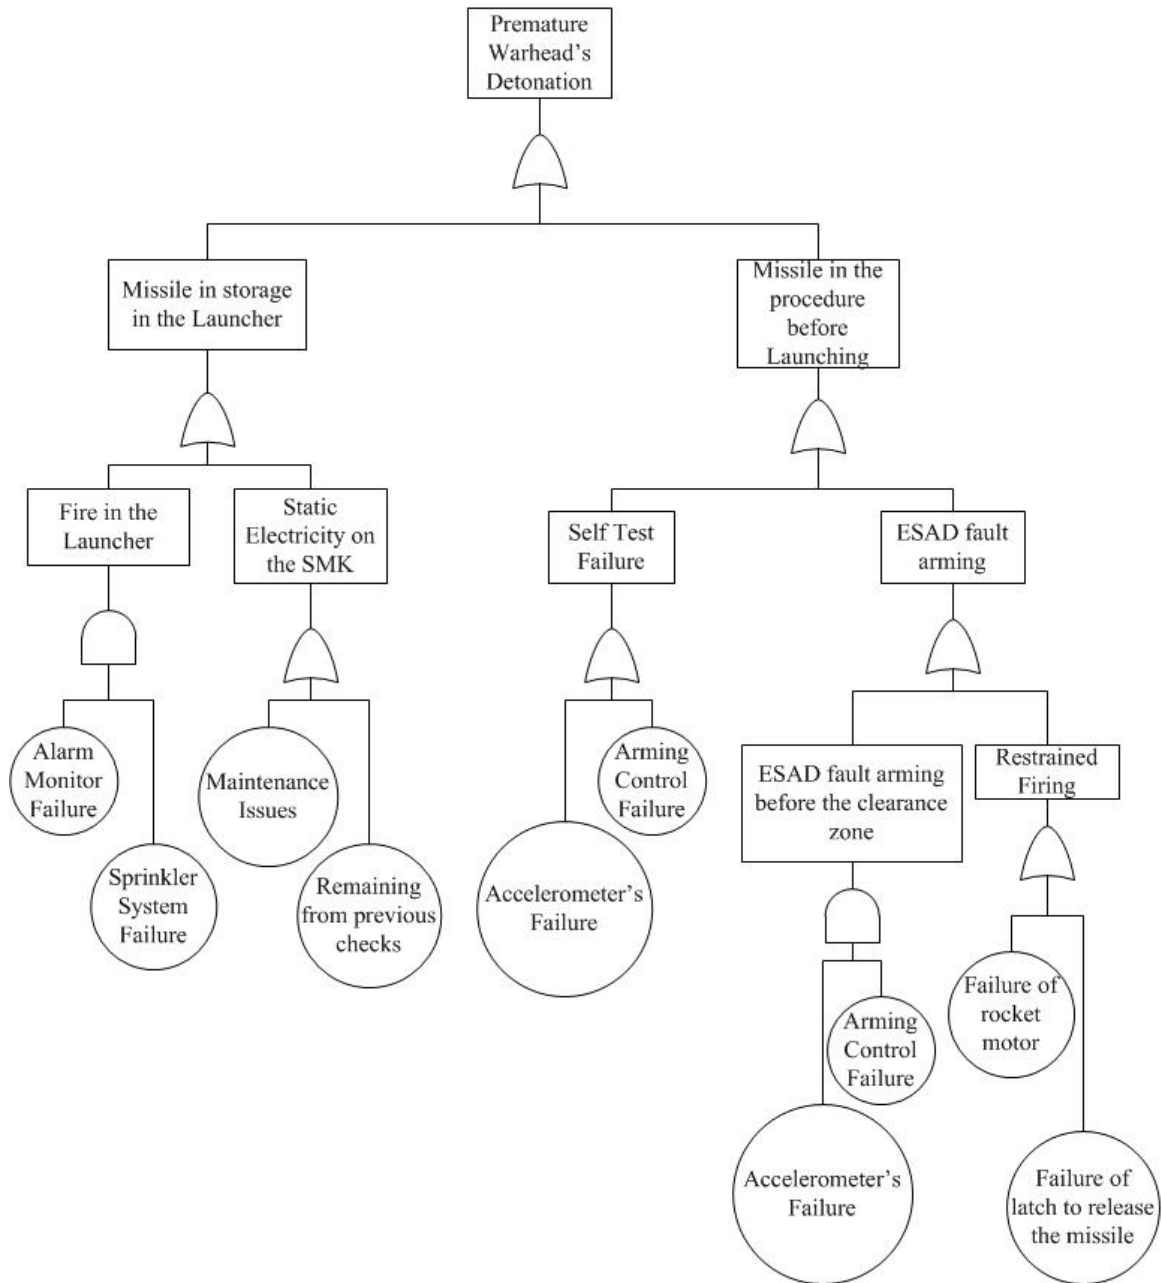 Premature
Warhead's
Detonation
Missile in storage
in the Launcher
Missile in the
procedure
before
Launching
Fire in the
Launcher
Static
Electricity on
the SMK
Self Test
Failure
ESAD fault
arming
Alarm
Monitor
Failure
Sprinkler
System
Failure
Maintenance
Issues
Remaining
from previous
checks
Accelerometer's
Failure
Arming
Control
Failure
ESAD fault arming
before the clearance
zone
Restrained
Firing
Accelerometer's
Failure
Arming
Control
Failure
Failure of
rocket
motor
Failure of
latch to release
the missile